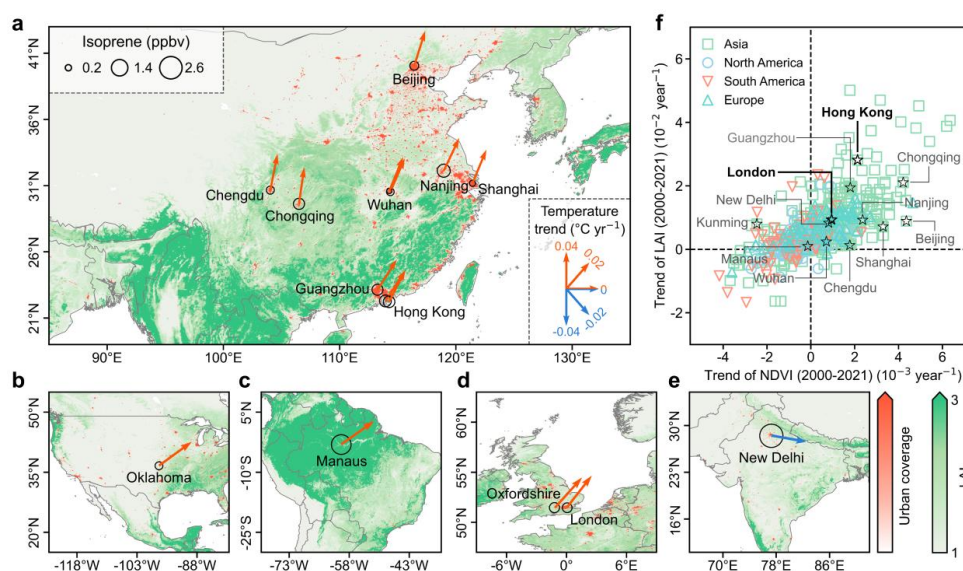 a
Isoprene (ppbv)
0.2 1.4 2.6
41°N
36°N
31°N
26°N
21°N
Beijing
Chengdu
Chongqing
Wuhan
Nanjing
Shanghai
Guangzhou
Hong Kong
Temperature
trend (°C yr⁻¹)
0.04
0.02
0
-0.02
-0.04
90°E 100°E 110°E 120°E 130°E
f
Asia
North America
South America
Europe
Hong Kong
Guangzhou
Chongqing
London
New Delhi
Nanjing
Kunming
Beijing
Manaus
Shanghai
Wuhan
Chengdu
Trend of LAI (2000-2021) (10⁻² year⁻¹)
6
4
2
0
-2
-4 -2 0 2 4 6
Trend of NDVI (2000-2021) (10⁻³ year⁻¹)
b
50°N
35°N
20°N
Oklahoma
-118°W -103°W -88°W
c
5°N
-10°S
-25°S
Manaus
-73°W -58°W -43°W
d
60°N
55°N
50°N
Oxfordshire
London
-6°W 0° 6°E
e
30°N
23°N
16°N
New Delhi
70°E 78°E 86°E
Urban coverage
3
1
LAI